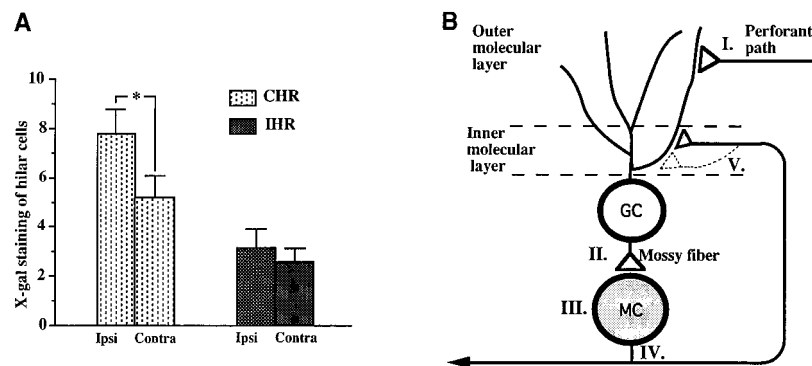 A
X-gal staining of hilar cells
10
8
6
4
2
0
*
CHR
IHR
Ipsi Contra
Ipsi Contra
B
Outer
molecular
layer
I.
Perforant
path
Inner
molecular
layer
V.
GC
II.
Mossy fiber
III.
MC
IV.